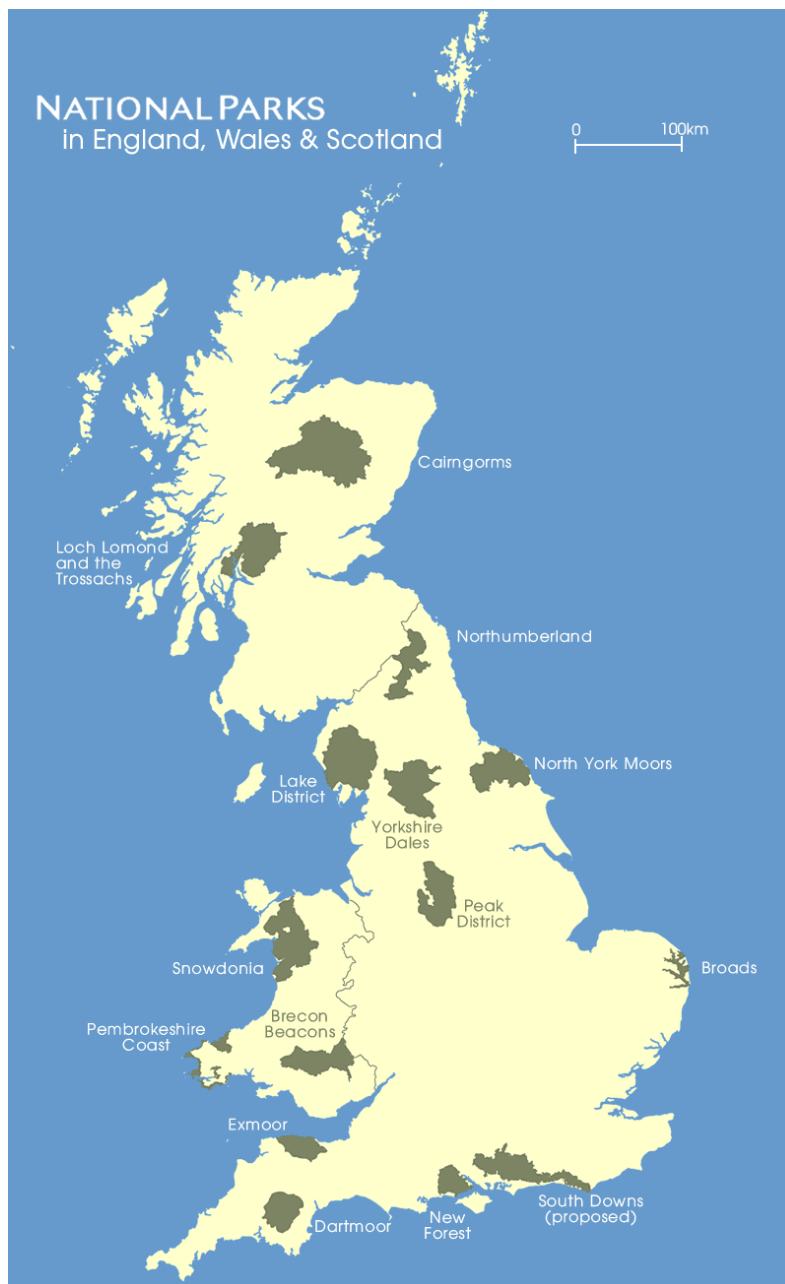 NATIONAL PARKS
in England, Wales & Scotland
0 100km
Cairngorms
Loch Lomond
and the
Trossachs
Northumberland
North York Moors
Lake
District
Yorkshire
Dales
Peak
District
Snowdonia
Broads
Pembrokeshire
Coast
Brecon
Beacons
Exmoor
Dartmoor
New
Forest
South Downs
(proposed)